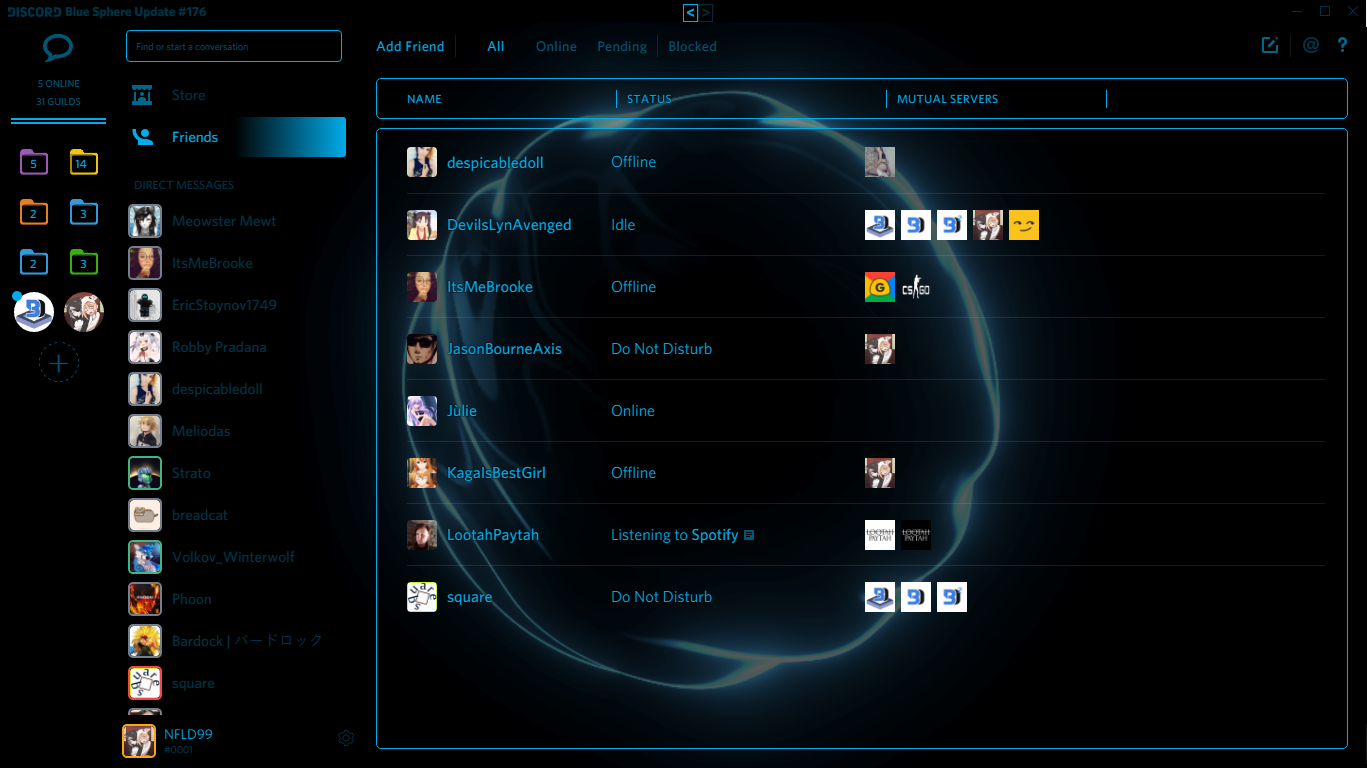 DISCORD Blue Sphere Update #176
< >
5 ONLINE
31 GUILDS
5
14
2
3
2
3
Find or start a conversation
Store
Friends
DIRECT MESSAGES
Meowster Mewt
ItsMeBrooke
EricStoynov1749
Robby Pradana
despicabledoll
Meliodas
Strato
breadcat
Volkov_Winterwolf
Phoon
Bardock | バードロック
square
NFLD99
#0001
Add Friend All Online Pending Blocked @ ?
NAME STATUS MUTUAL SERVERS
despicabledoll Offline
DevilsLynAvenged Idle
ItsMeBrooke Offline G CS GO
JasonBourneAxis Do Not Disturb
Jùlie Online
KagaIsBestGirl Offline
LootahPaytah Listening to Spotify LOOTAH PAYTAH LOOTAH PAYTAH
square Do Not Disturb